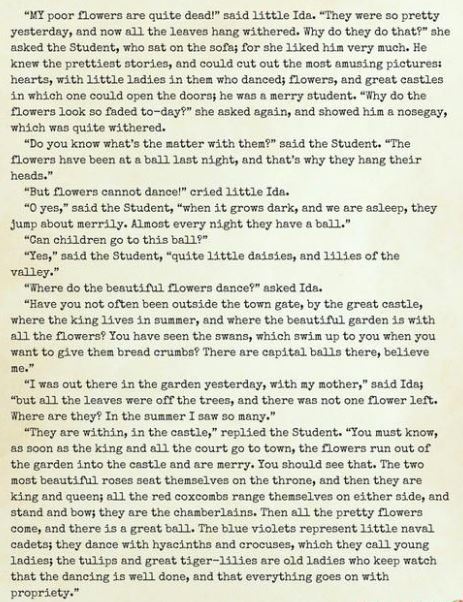 “MY poor flowers are quite dead!” said little Ida. “They were so pretty
yesterday, and now all the leaves hang withered. Why do they do that?” she
asked the Student, who sat on the sofa; for she liked him very much. He
knew the prettiest stories, and could cut out the most amusing pictures:
hearts, with little ladies in them who danced; flowers, and great castles
in which one could open the doors; he was a merry student. “Why do the
flowers look so faded to-day?” she asked again, and showed him a nosegay,
which was quite withered.
“Do you know what’s the matter with them?” said the Student. “The
flowers have been at a ball last night, and that’s why they hang their
heads.”
“But flowers cannot dance!” cried little Ida.
“O yes,” said the Student, “when it grows dark, and we are asleep, they
jump about merrily. Almost every night they have a ball.”
“Can children go to this ball?”
“Yes,” said the Student, “quite little daisies, and lilies of the
valley.”
“Where do the beautiful flowers dance?” asked Ida.
“Have you not often been outside the town gate, by the great castle,
where the king lives in summer, and where the beautiful garden is with
all the flowers? You have seen the swans, which swim up to you when you
want to give them bread crumbs? There are capital balls there, believe
me.”
“I was out there in the garden yesterday, with my mother,” said Ida;
“but all the leaves were off the trees, and there was not one flower left.
Where are they? In the summer I saw so many.”
“They are within, in the castle,” replied the Student. “You must know,
as soon as the king and all the court go to town, the flowers run out of
the garden into the castle and are merry. You should see that. The two
most beautiful roses seat themselves on the throne, and then they are
king and queen; all the red coxcombs range themselves on either side, and
stand and bow; they are the chamberlains. Then all the pretty flowers
come, and there is a great ball. The blue violets represent little naval
cadets; they dance with hyacinths and crocuses, which they call young
ladies; the tulips and great tiger-lilies are old ladies who keep watch
that the dancing is well done, and that everything goes on with
propriety.”